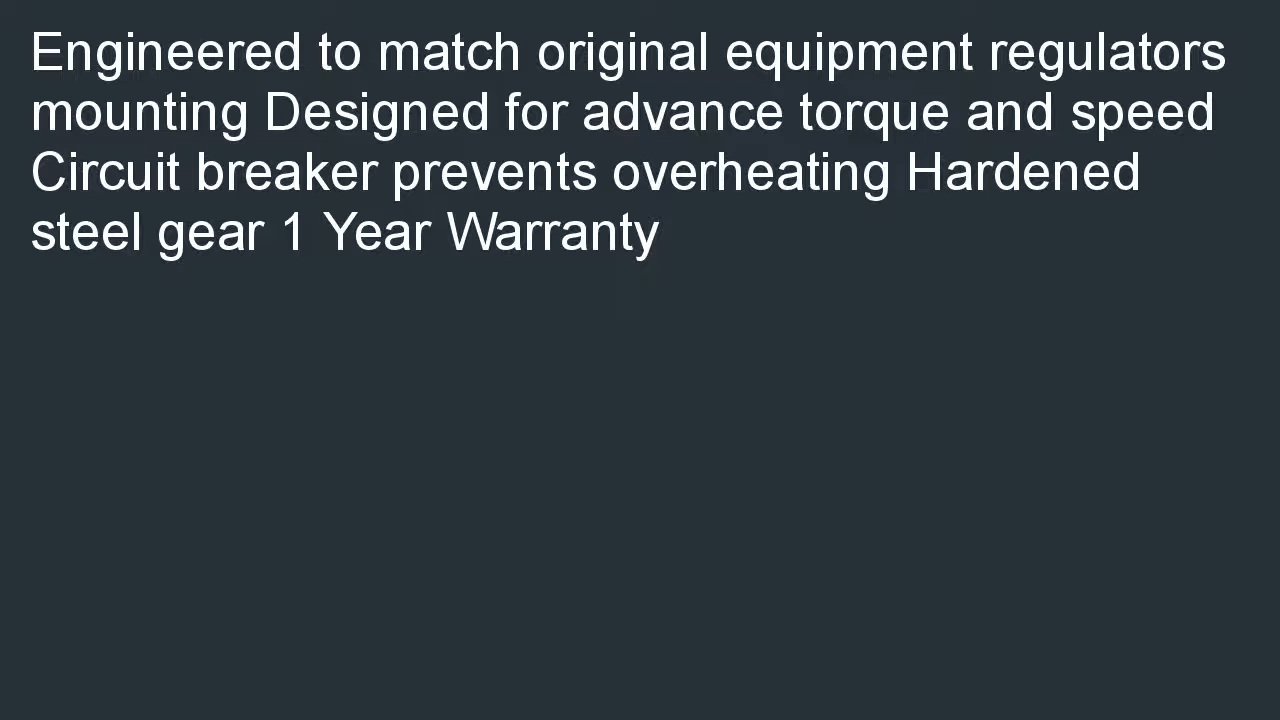 Engineered to match original equipment regulators
mounting Designed for advance torque and speed
Circuit breaker prevents overheating Hardened
steel gear 1 Year Warranty